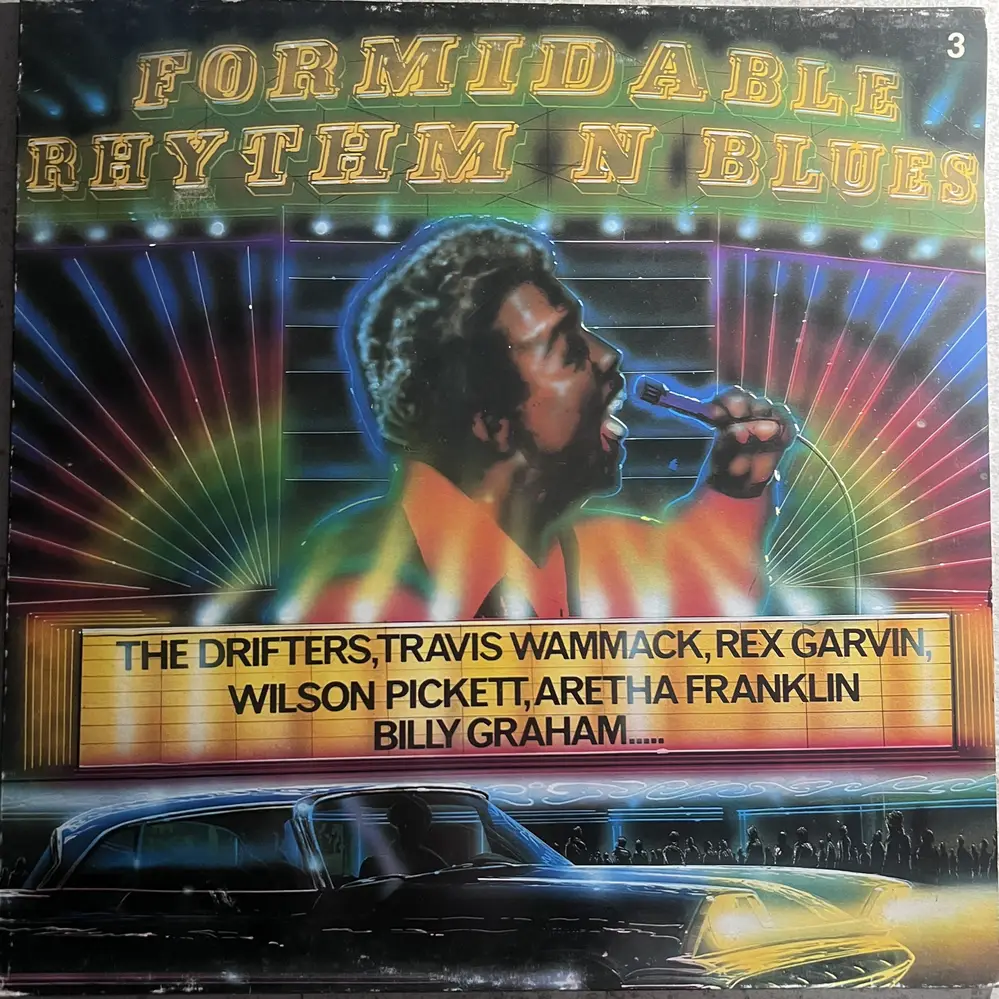 3
FORMIDABLE
RHYTHM N BLUES
THE DRIFTERS,TRAVIS WAMMACK, REX GARVIN,
WILSON PICKETT, ARETHA FRANKLIN
BILLY GRAHAM.....